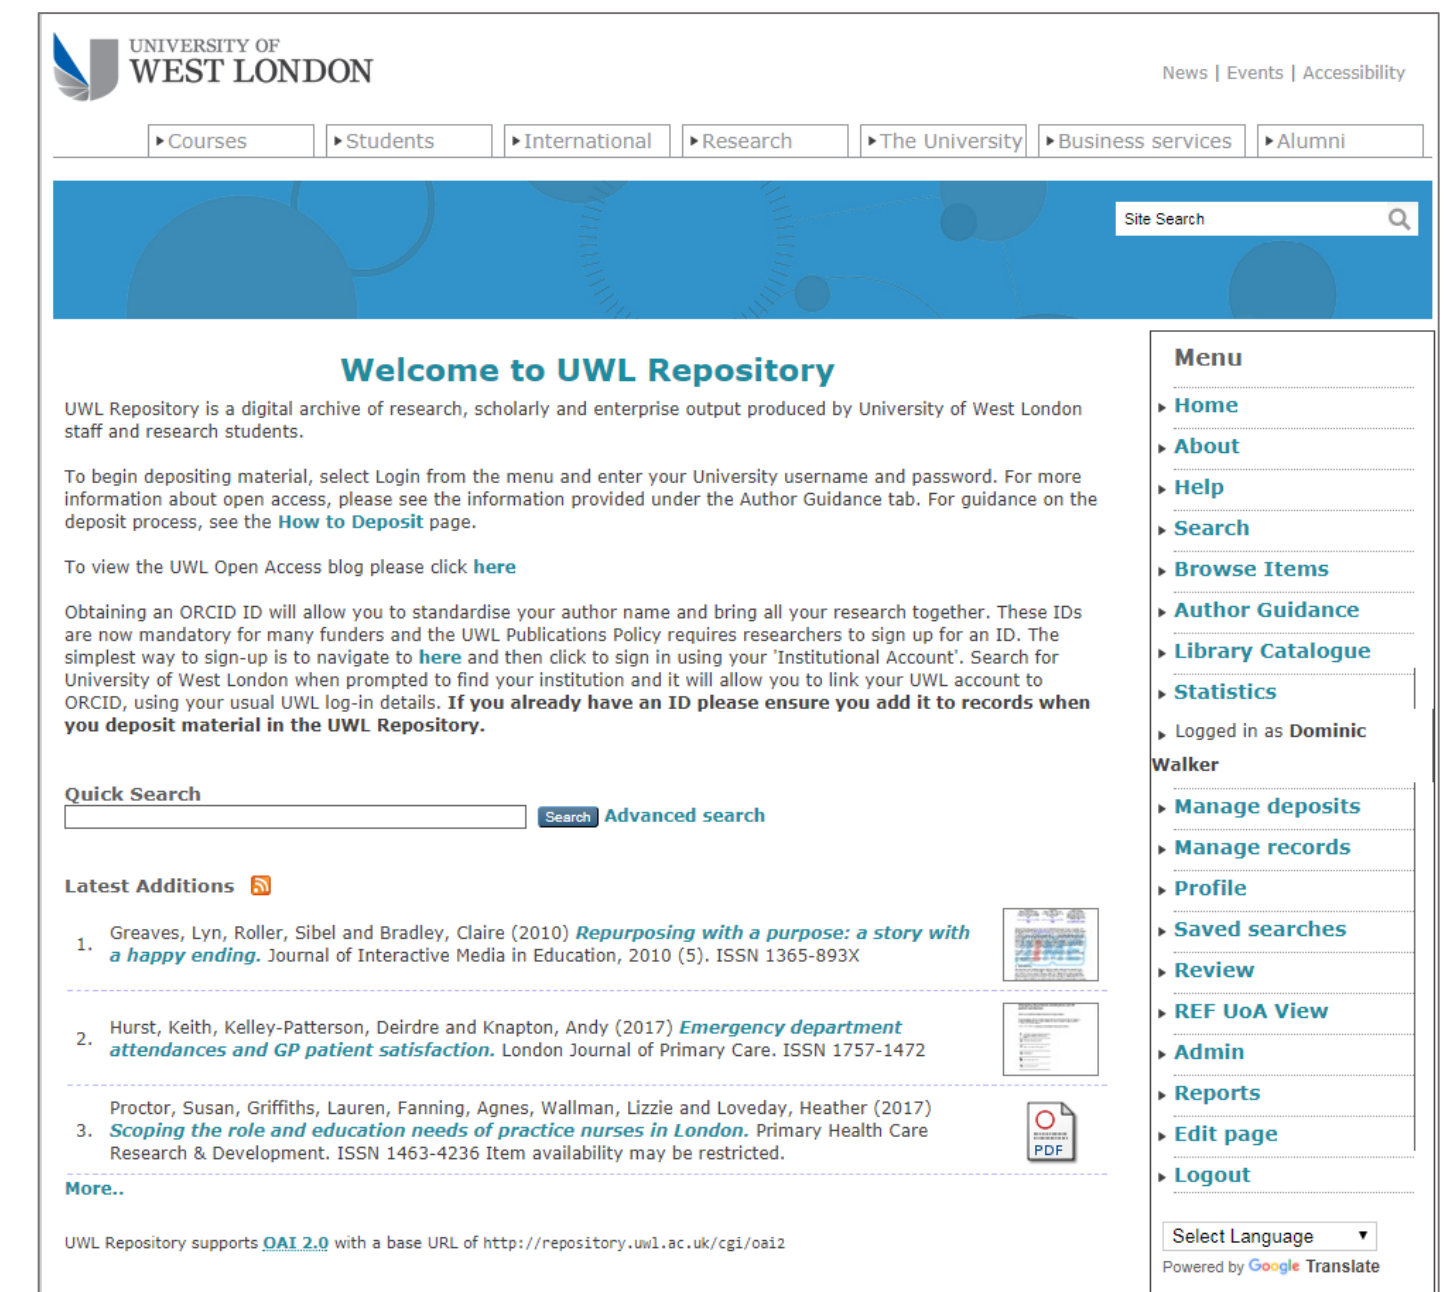 UNIVERSITY OF
WEST LONDON
News | Events | Accessibility
Courses
Students
International
Research
The University
Business services
Alumni
Site Search
Welcome to UWL Repository
UWL Repository is a digital archive of research, scholarly and enterprise output produced by University of West London
staff and research students.
To begin depositing material, select Login from the menu and enter your University username and password. For more
information about open access, please see the information provided under the Author Guidance tab. For guidance on the
deposit process, see the How to Deposit page.
To view the UWL Open Access blog please click here
Obtaining an ORCID ID will allow you to standardise your author name and bring all your research together. These IDs
are now mandatory for many funders and the UWL Publications Policy requires researchers to sign up for an ID. The
simplest way to sign-up is to navigate to here and then click to sign in using your 'Institutional Account'. Search for
University of West London when prompted to find your institution and it will allow you to link your UWL account to
ORCID, using your usual UWL log-in details. If you already have an ID please ensure you add it to records when
you deposit material in the UWL Repository.
Quick Search
Search Advanced search
Latest Additions
1. Greaves, Lyn, Roller, Sibel and Bradley, Claire (2010) Repurposing with a purpose: a story with
a happy ending. Journal of Interactive Media in Education, 2010 (5). ISSN 1365-893X
2. Hurst, Keith, Kelley-Patterson, Deirdre and Knapton, Andy (2017) Emergency department
attendances and GP patient satisfaction. London Journal of Primary Care. ISSN 1757-1472
Proctor, Susan, Griffiths, Lauren, Fanning, Agnes, Wallman, Lizzie and Loveday, Heather (2017)
3. Scoping the role and education needs of practice nurses in London. Primary Health Care
Research & Development. ISSN 1463-4236 Item availability may be restricted.
PDF
More..
UWL Repository supports OAI 2.0 with a base URL of http://repository.uwl.ac.uk/cgi/oai2
Menu
Home
About
Help
Search
Browse Items
Author Guidance
Library Catalogue
Statistics
Logged in as Dominic
Walker
Manage deposits
Manage records
Profile
Saved searches
Review
REF UoA View
Admin
Reports
Edit page
Logout
Select Language
Powered by Google Translate